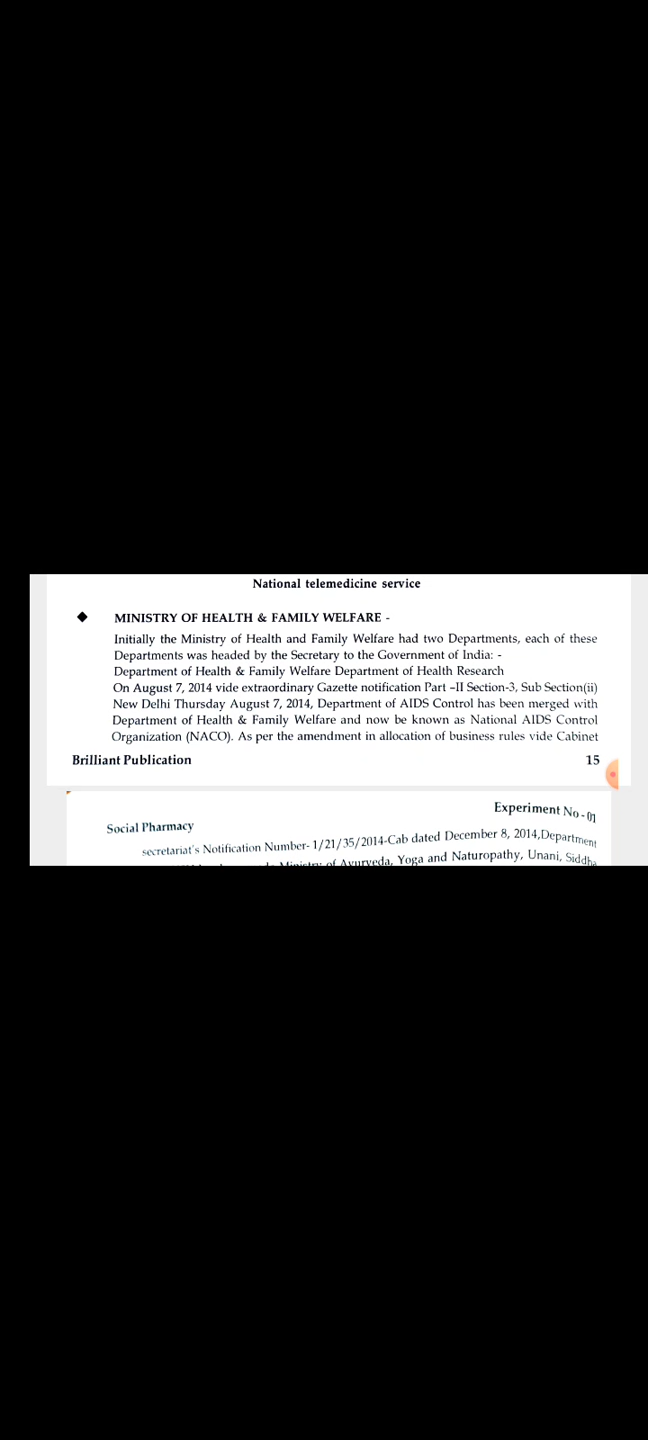 National telemedicine service
◆ MINISTRY OF HEALTH & FAMILY WELFARE -
Initially the Ministry of Health and Family Welfare had two Departments, each of these
Departments was headed by the Secretary to the Government of India: -
Department of Health & Family Welfare Department of Health Research
On August 7, 2014 vide extraordinary Gazette notification Part –II Section-3, Sub Section(ii)
New Delhi Thursday August 7, 2014, Department of AIDS Control has been merged with
Department of Health & Family Welfare and now be known as National AIDS Control
Organization (NACO). As per the amendment in allocation of business rules vide Cabinet
Brilliant Publication 15
Social Pharmacy Experiment No - 01
secretariat's Notification Number- 1/21/35/2014-Cab dated December 8, 2014,Department
Ministry of Ayurveda, Yoga and Naturopathy, Unani, Siddha